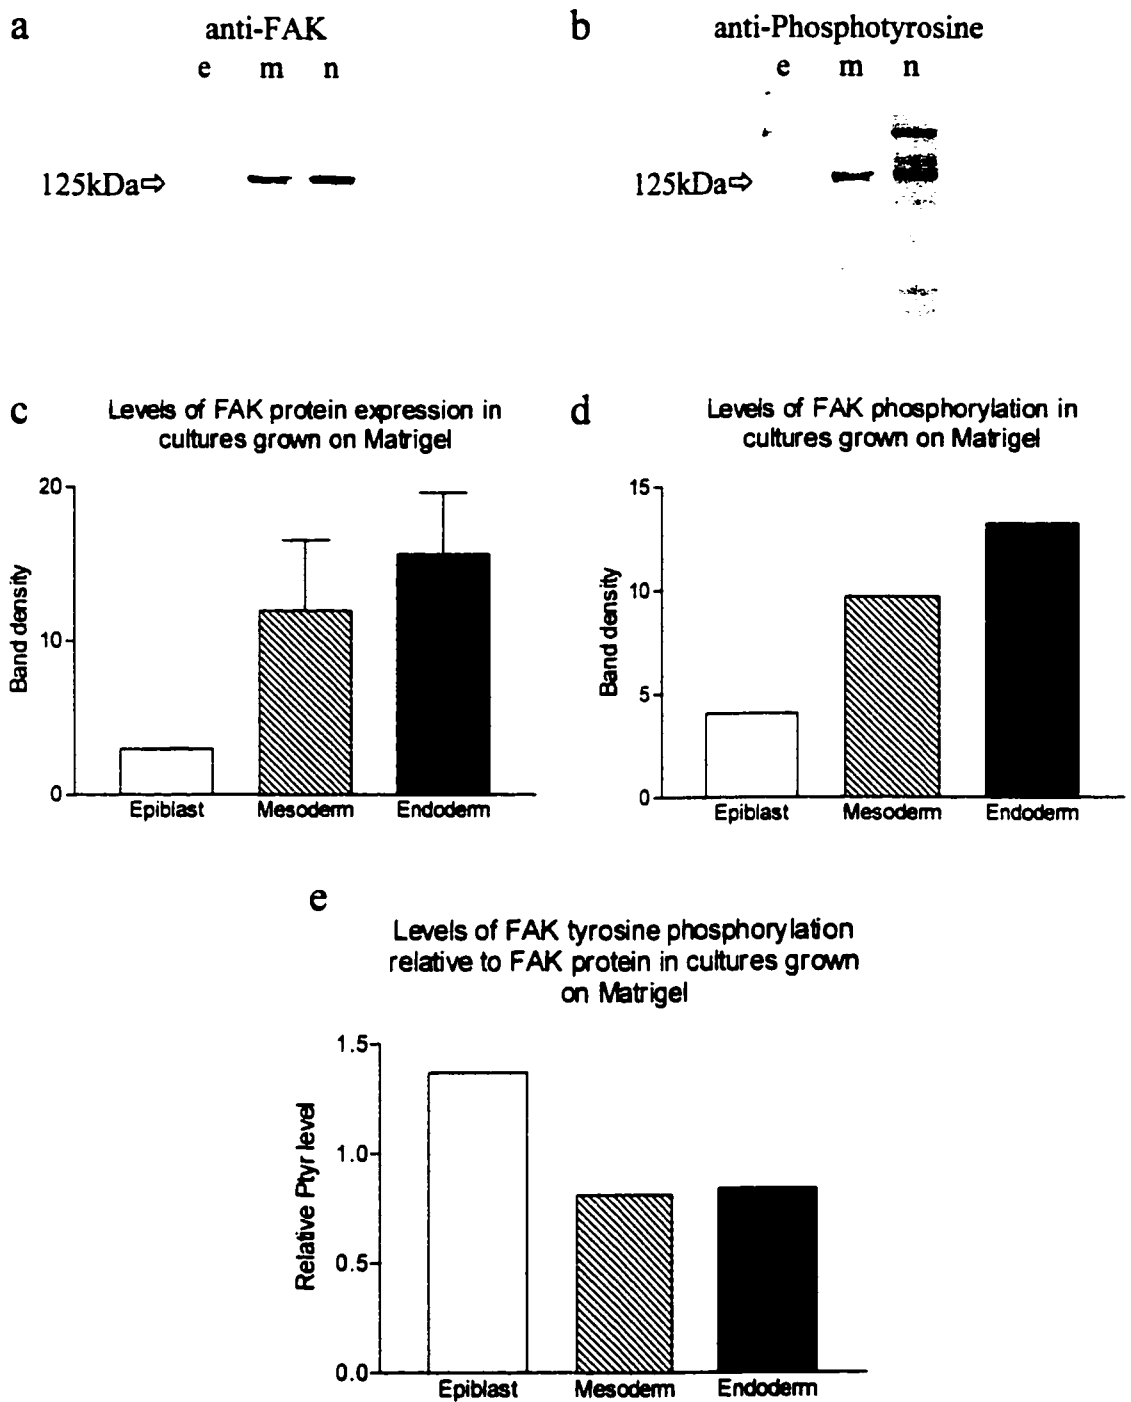 a
anti-FAK
e m n
125kDa⇨
b
anti-Phosphotyrosine
e m n
125kDa⇨
c
Levels of FAK protein expression in
cultures grown on Matrigel
Band density
20
10
0
Epiblast Mesoderm Endoderm
d
Levels of FAK phosphorylation in
cultures grown on Matrigel
Band density
15
10
5
0
Epiblast Mesoderm Endoderm
e
Levels of FAK tyrosine phosphorylation
relative to FAK protein in cultures grown
on Matrigel
Relative Ptyr level
1.5
1.0
0.5
0.0
Epiblast Mesoderm Endoderm